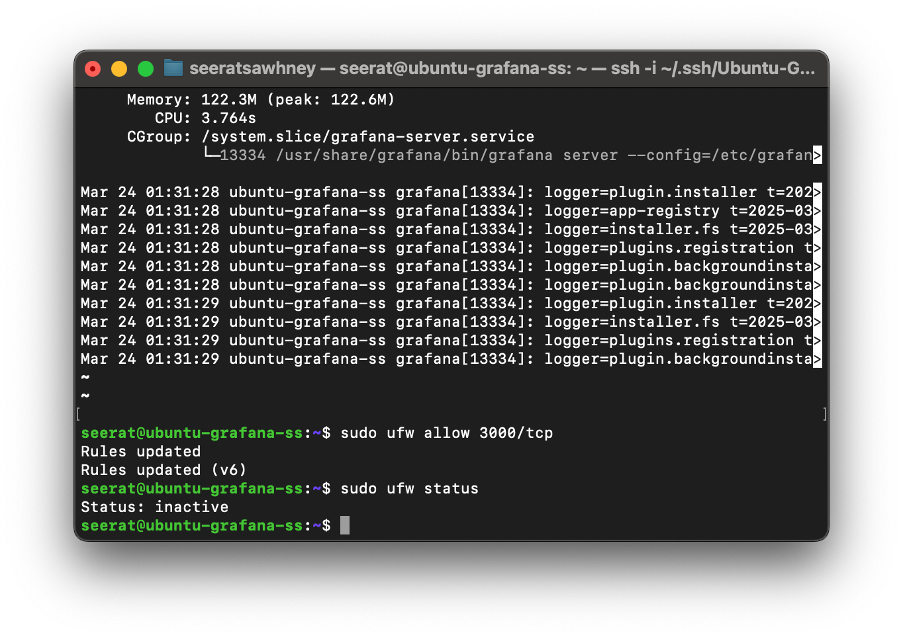 seeratsawhney — seerat@ubuntu-grafana-ss: ~ — ssh -i ~/.ssh/Ubuntu-G...
Memory: 122.3M (peak: 122.6M)
CPU: 3.764s
CGroup: /system.slice/grafana-server.service
└─13334 /usr/share/grafana/bin/grafana server --config=/etc/grafan>
Mar 24 01:31:28 ubuntu-grafana-ss grafana[13334]: logger=plugin.installer t=202>
Mar 24 01:31:28 ubuntu-grafana-ss grafana[13334]: logger=app-registry t=2025-03>
Mar 24 01:31:28 ubuntu-grafana-ss grafana[13334]: logger=installer.fs t=2025-03>
Mar 24 01:31:28 ubuntu-grafana-ss grafana[13334]: logger=plugins.registration t>
Mar 24 01:31:28 ubuntu-grafana-ss grafana[13334]: logger=plugin.backgroundinsta>
Mar 24 01:31:28 ubuntu-grafana-ss grafana[13334]: logger=plugin.backgroundinsta>
Mar 24 01:31:29 ubuntu-grafana-ss grafana[13334]: logger=plugin.installer t=202>
Mar 24 01:31:29 ubuntu-grafana-ss grafana[13334]: logger=installer.fs t=2025-03>
Mar 24 01:31:29 ubuntu-grafana-ss grafana[13334]: logger=plugins.registration t>
Mar 24 01:31:29 ubuntu-grafana-ss grafana[13334]: logger=plugin.backgroundinsta>
~
~
[ ]
seerat@ubuntu-grafana-ss:~$ sudo ufw allow 3000/tcp
Rules updated
Rules updated (v6)
seerat@ubuntu-grafana-ss:~$ sudo ufw status
Status: inactive
seerat@ubuntu-grafana-ss:~$